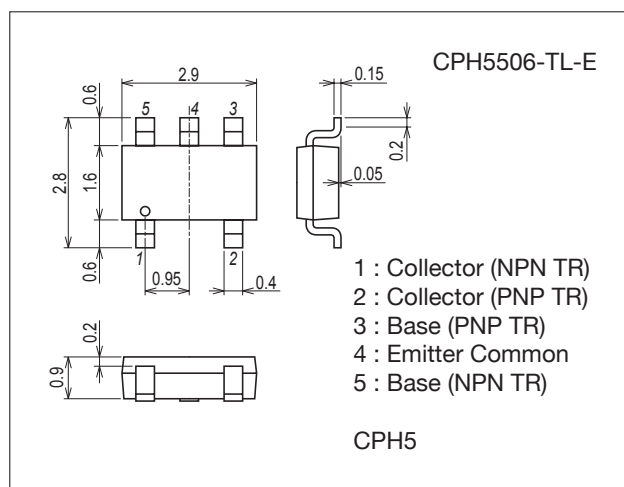 CPH5506-TL-E
2.9
0.15
0.6
5
4
3
0.2
2.8
1.6
0.05
0.6
1
2
0.95
0.4
0.2
0.9
1 : Collector (NPN TR)
2 : Collector (PNP TR)
3 : Base (PNP TR)
4 : Emitter Common
5 : Base (NPN TR)
CPH5